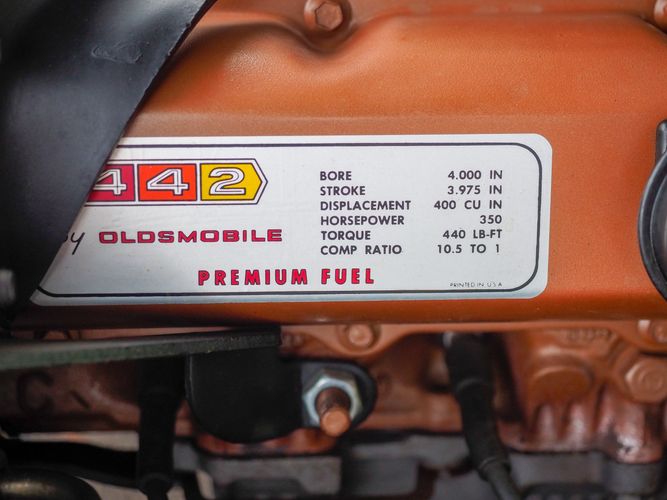 442
by OLDSMOBILE
PREMIUM FUEL
BORE 4.000 IN
STROKE 3.975 IN
DISPLACEMENT 400 CU IN
HORSEPOWER 350
TORQUE 440 LB-FT
COMP RATIO 10.5 TO 1
PRINTED IN U.S.A.